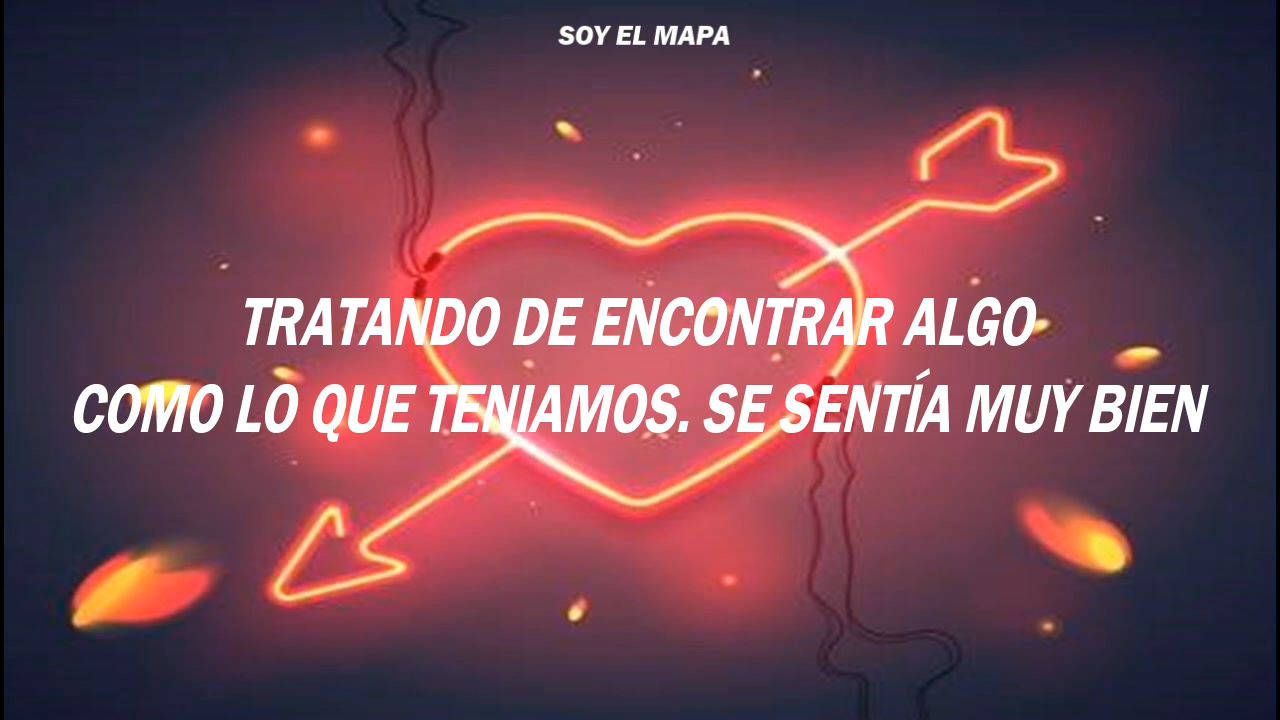 SOY EL MAPA
TRATANDO DE ENCONTRAR ALGO
COMO LO QUE TENIAMOS. SE SENTÍA MUY BIEN